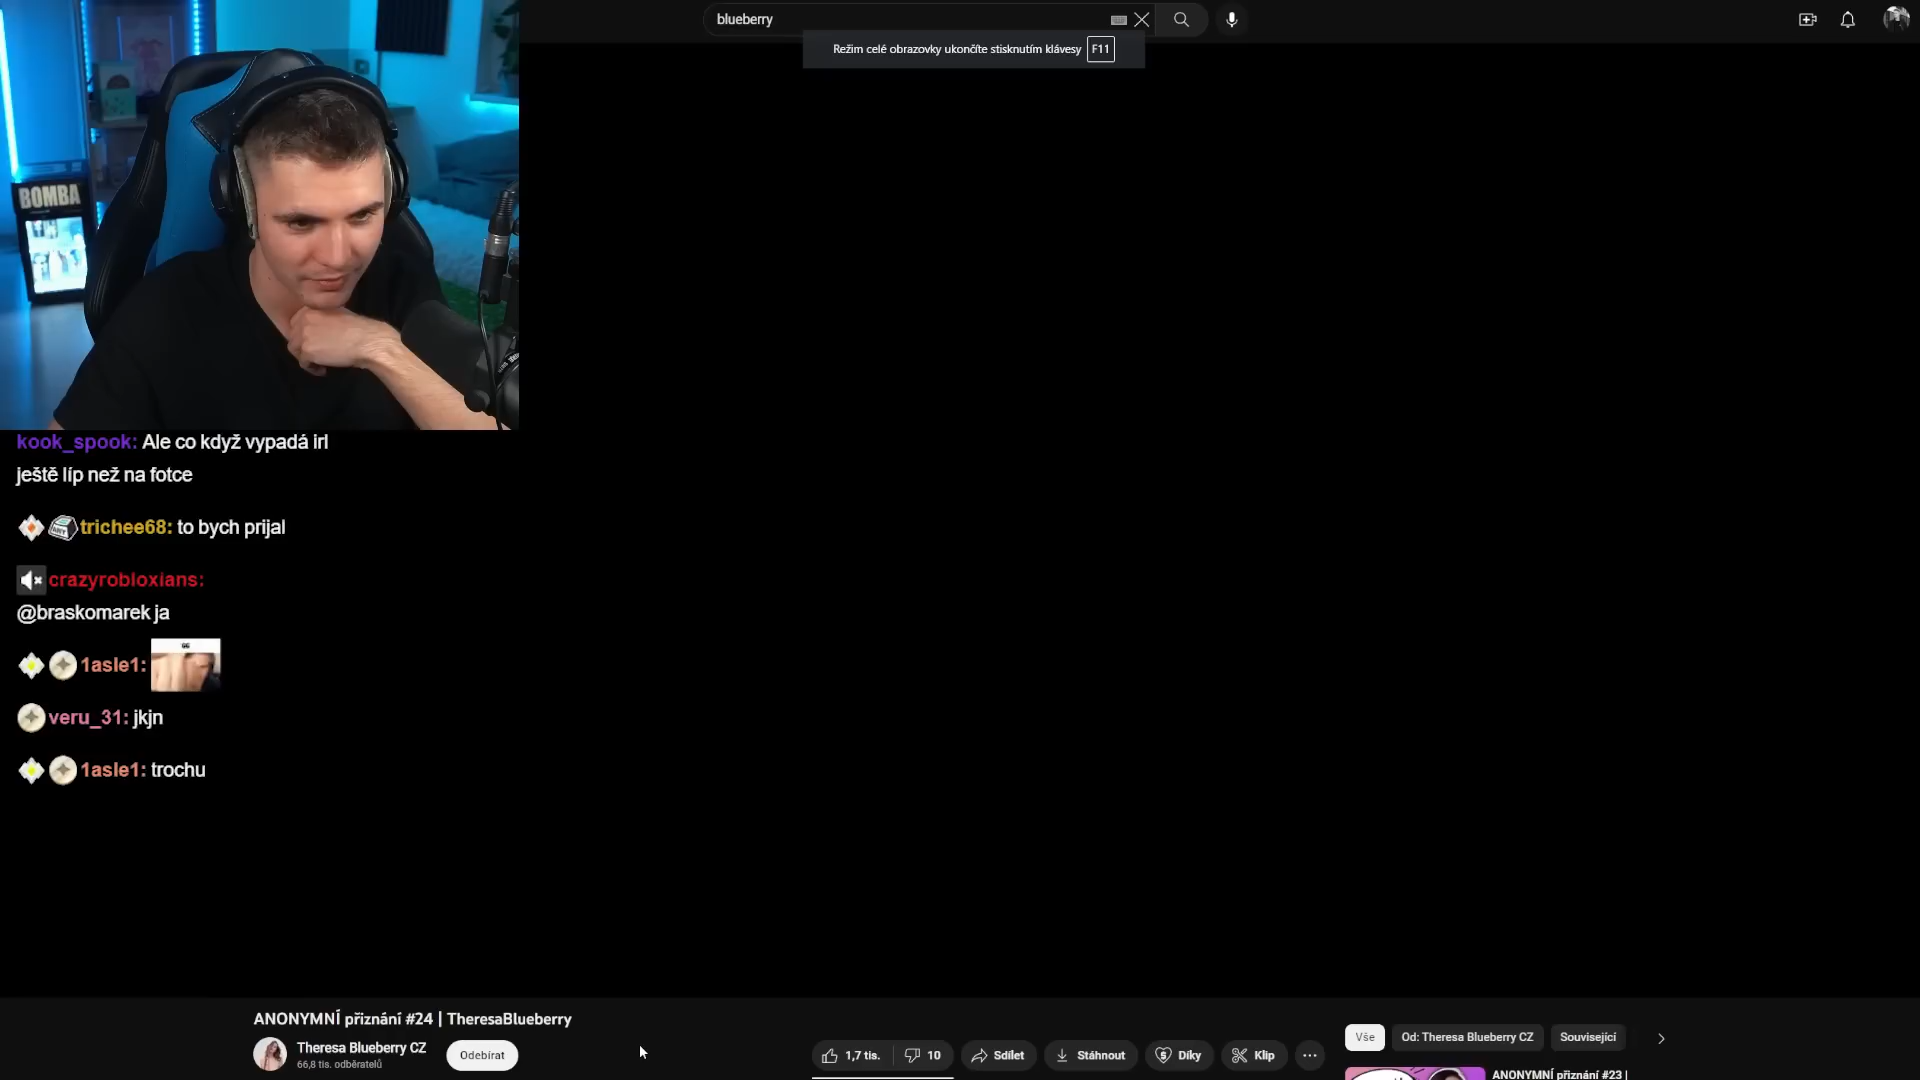 blueberry
Režim celé obrazovky ukončíte stisknutím klávesy F11
BOMBA
kook_spook: Ale co když vypadá irl
ještě líp než na fotce
trichee68: to bych prijal
crazyrobloxians:
@braskomarek ja
1asle1:
veru_31: jkjn
1asle1: trochu
ANONYMNÍ přiznání #24 | TheresaBlueberry
Theresa Blueberry CZ
66,8 tis. odběratelů
Odebírat
1,7 tis.
10
Sdílet
Stáhnout
Díky
Klip
Vše
Od: Theresa Blueberry CZ
Související
ANONYMNÍ přiznání #23 |